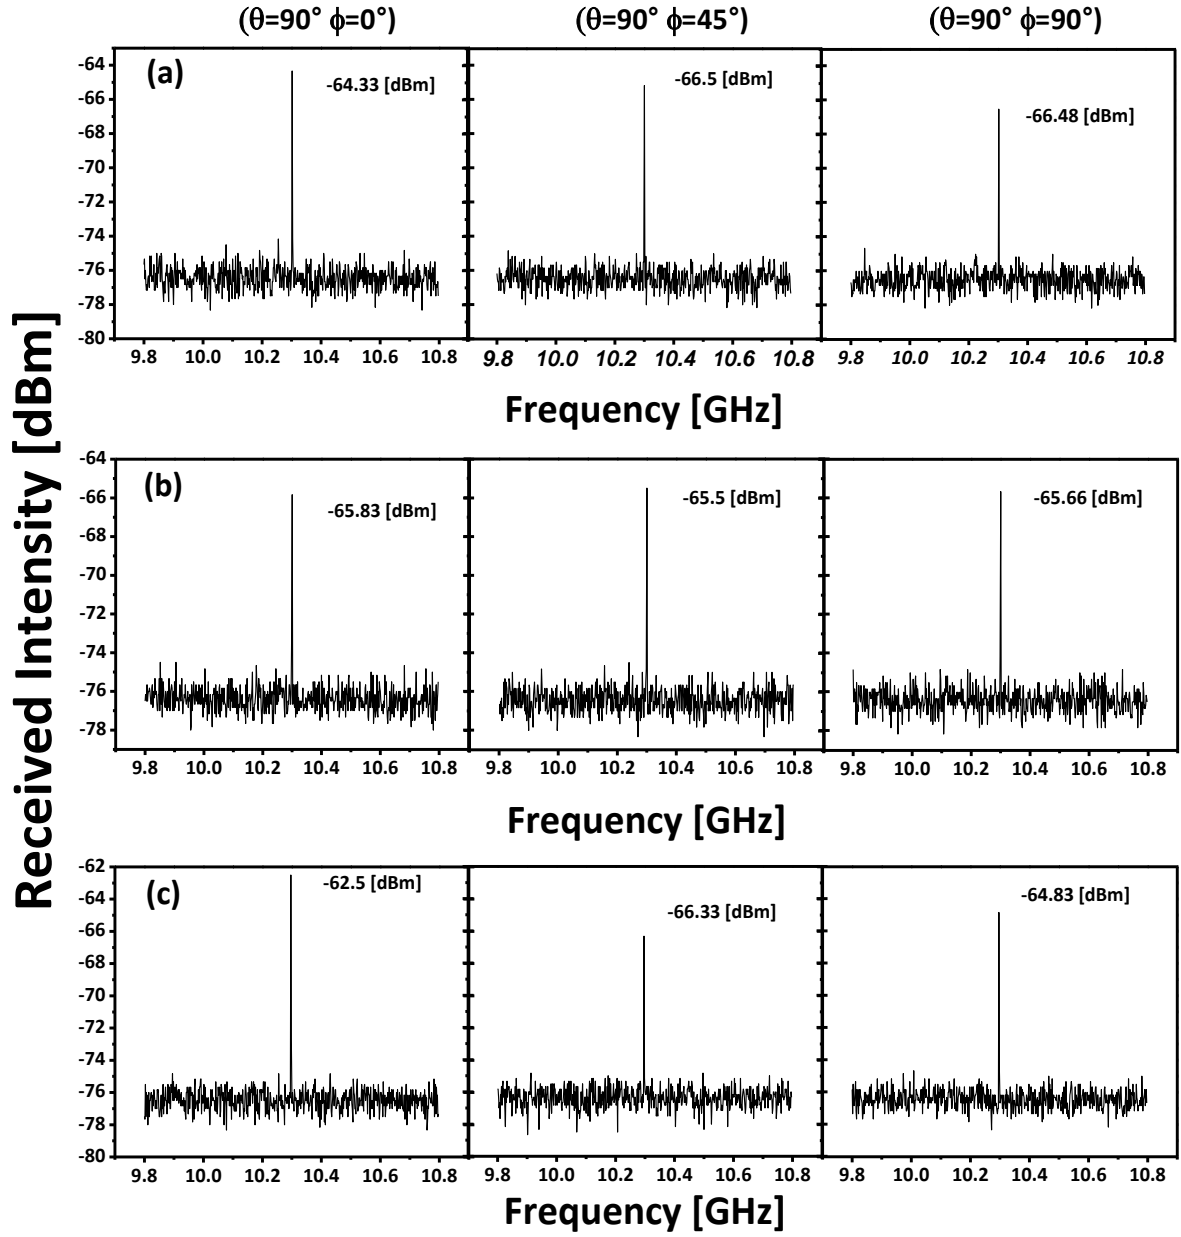 (θ=90° ϕ=0°) (θ=90° ϕ=45°) (θ=90° ϕ=90°)
Received Intensity [dBm]
(a)
-64.33 [dBm] -66.5 [dBm] -66.48 [dBm]
-64
-66
-68
-70
-72
-74
-76
-78
-80
9.8 10.0 10.2 10.4 10.6 10.8 9.8 10.0 10.2 10.4 10.6 10.8 9.8 10.0 10.2 10.4 10.6 10.8
Frequency [GHz]
(b)
-65.83 [dBm] -65.5 [dBm] -65.66 [dBm]
-64
-66
-68
-70
-72
-74
-76
-78
9.8 10.0 10.2 10.4 10.6 10.8 9.8 10.0 10.2 10.4 10.6 10.8 9.8 10.0 10.2 10.4 10.6 10.8
Frequency [GHz]
(c)
-62.5 [dBm] -66.33 [dBm] -64.83 [dBm]
-62
-64
-66
-68
-70
-72
-74
-76
-78
-80
9.8 10.0 10.2 10.4 10.6 10.8 9.8 10.0 10.2 10.4 10.6 10.8 9.8 10.0 10.2 10.4 10.6 10.8
Frequency [GHz]